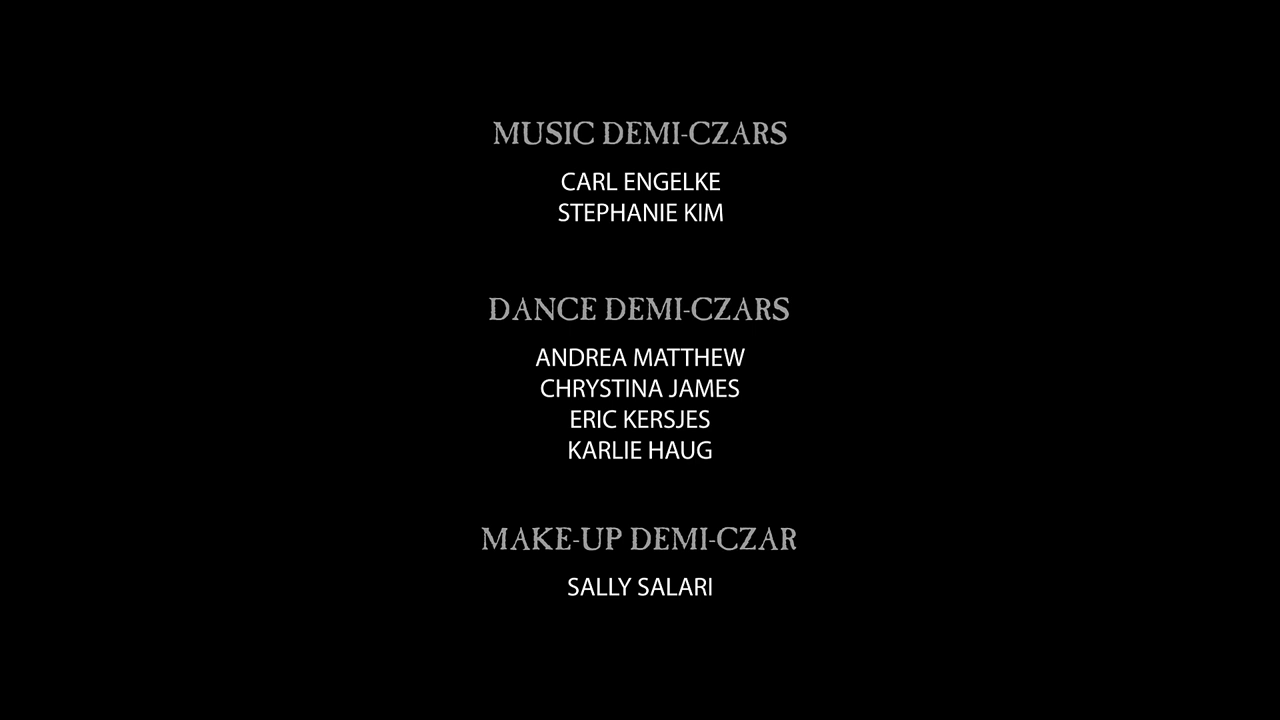 MUSIC DEMI-CZARS
CARL ENGELKE
STEPHANIE KIM
DANCE DEMI-CZARS
ANDREA MATTHEW
CHRYSTINA JAMES
ERIC KERSJES
KARLIE HAUG
MAKE-UP DEMI-CZAR
SALLY SALARI